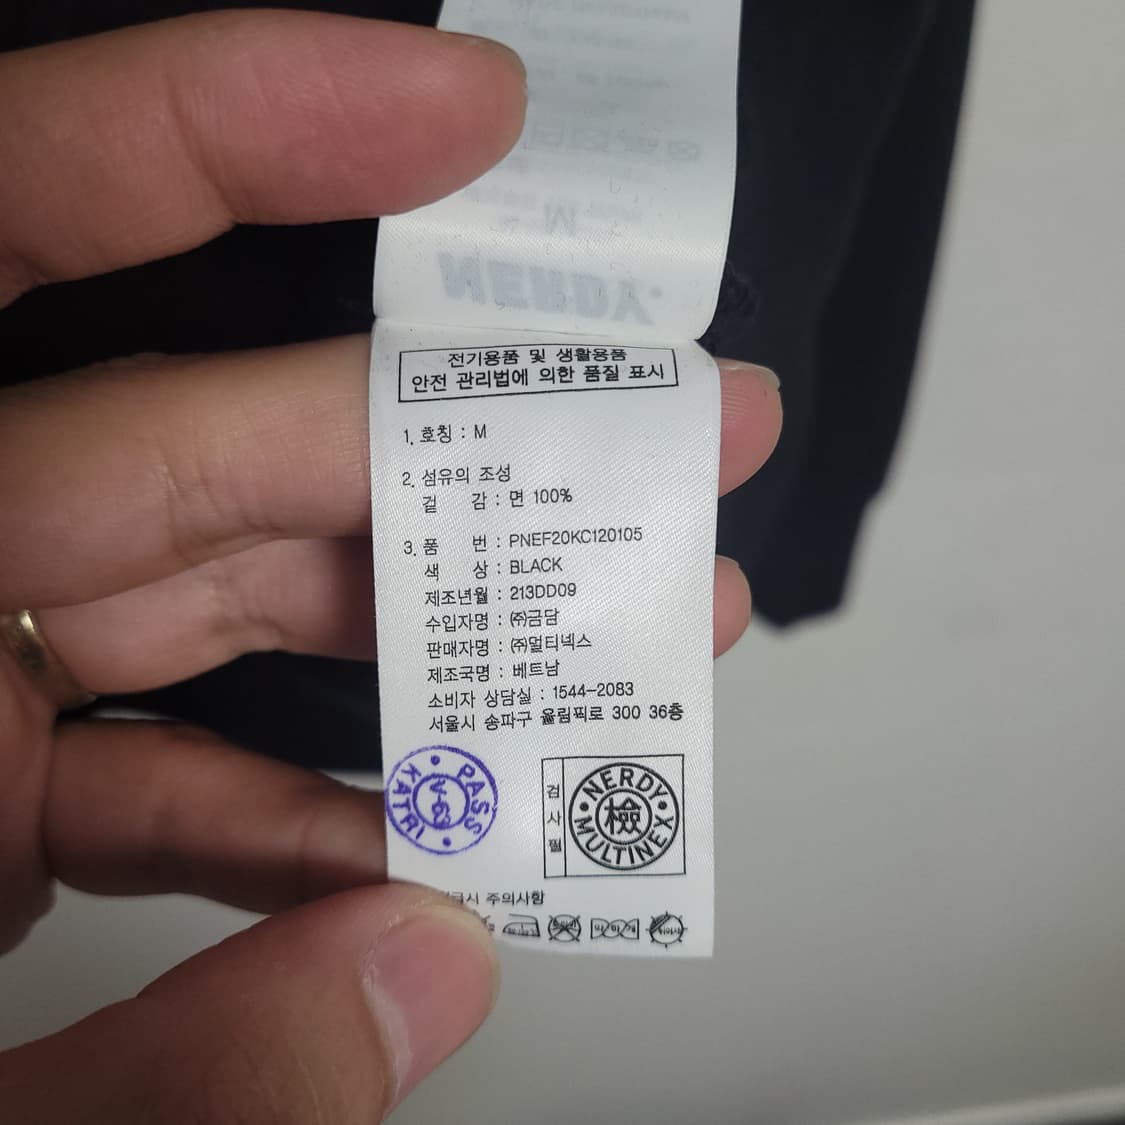 NERDY.
M
전기용품 및 생활용품
안전 관리법에 의한 품질 표시
1. 호칭 : M
2. 섬유의 조성
겉 감 : 면 100%
3. 품 번 : PNEF20KC120105
색 상 : BLACK
제조년월 : 213DD09
수입자명 : ㈜금담
판매자명 : ㈜멀티넥스
제조국명 : 베트남
소비자 상담실 : 1544-2083
서울시 송파구 올림픽로 300 36층
PASS
KATRI
V-63
검사필
NERDY
檢
MULTINEX
급시 주의사항